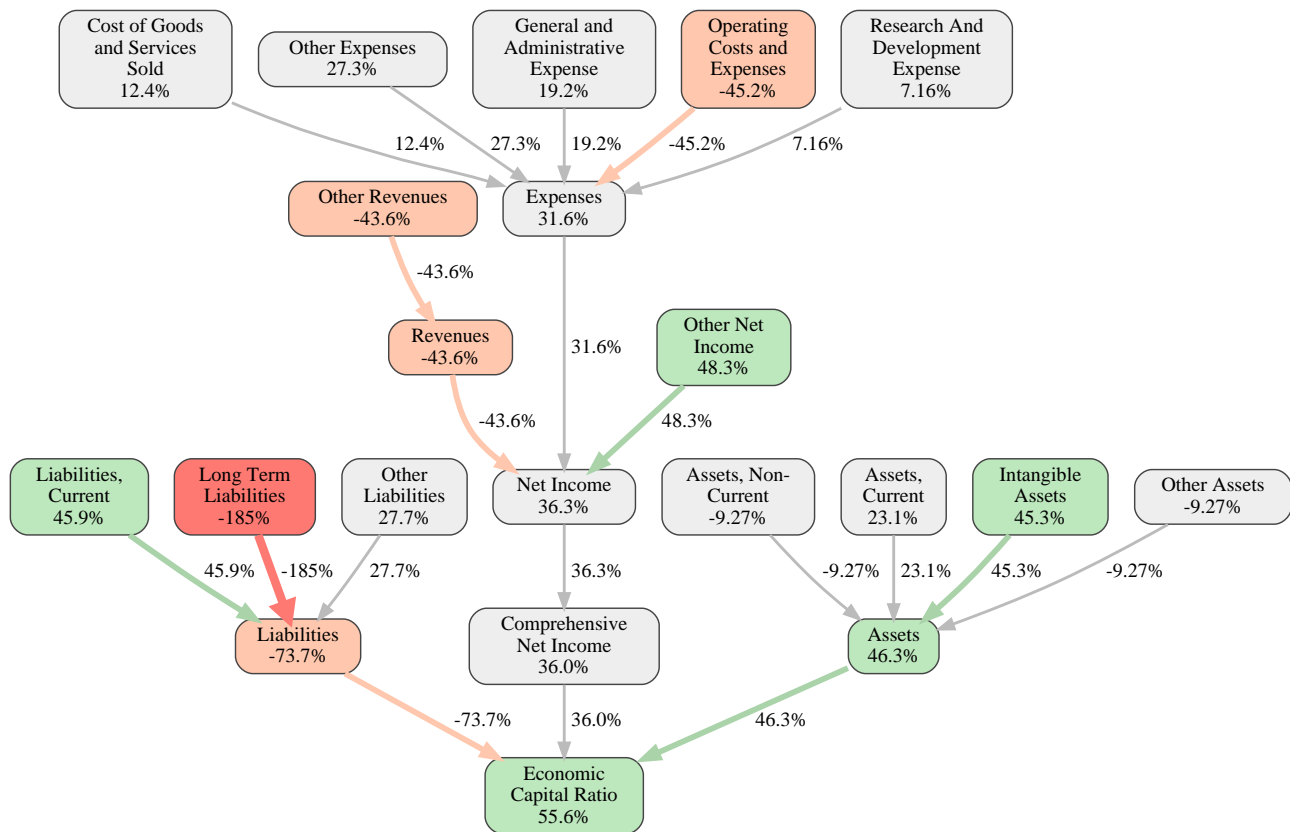 Cost of Goods
and Services
Sold
12.4%
Other Expenses
27.3%
General and
Administrative
Expense
19.2%
Operating
Costs and
Expenses
-45.2%
Research And
Development
Expense
7.16%
12.4%
27.3%
19.2%
-45.2%
7.16%
Other Revenues
-43.6%
Expenses
31.6%
-43.6%
Revenues
-43.6%
31.6%
Other Net
Income
48.3%
-43.6%
48.3%
Liabilities,
Current
45.9%
Long Term
Liabilities
-185%
Other
Liabilities
27.7%
Net Income
36.3%
Assets, Non-
Current
-9.27%
Assets,
Current
23.1%
Intangible
Assets
45.3%
Other Assets
-9.27%
45.9%
-185%
27.7%
36.3%
-9.27%
23.1%
45.3%
-9.27%
Liabilities
-73.7%
Comprehensive
Net Income
36.0%
Assets
46.3%
-73.7%
36.0%
46.3%
Economic
Capital Ratio
55.6%